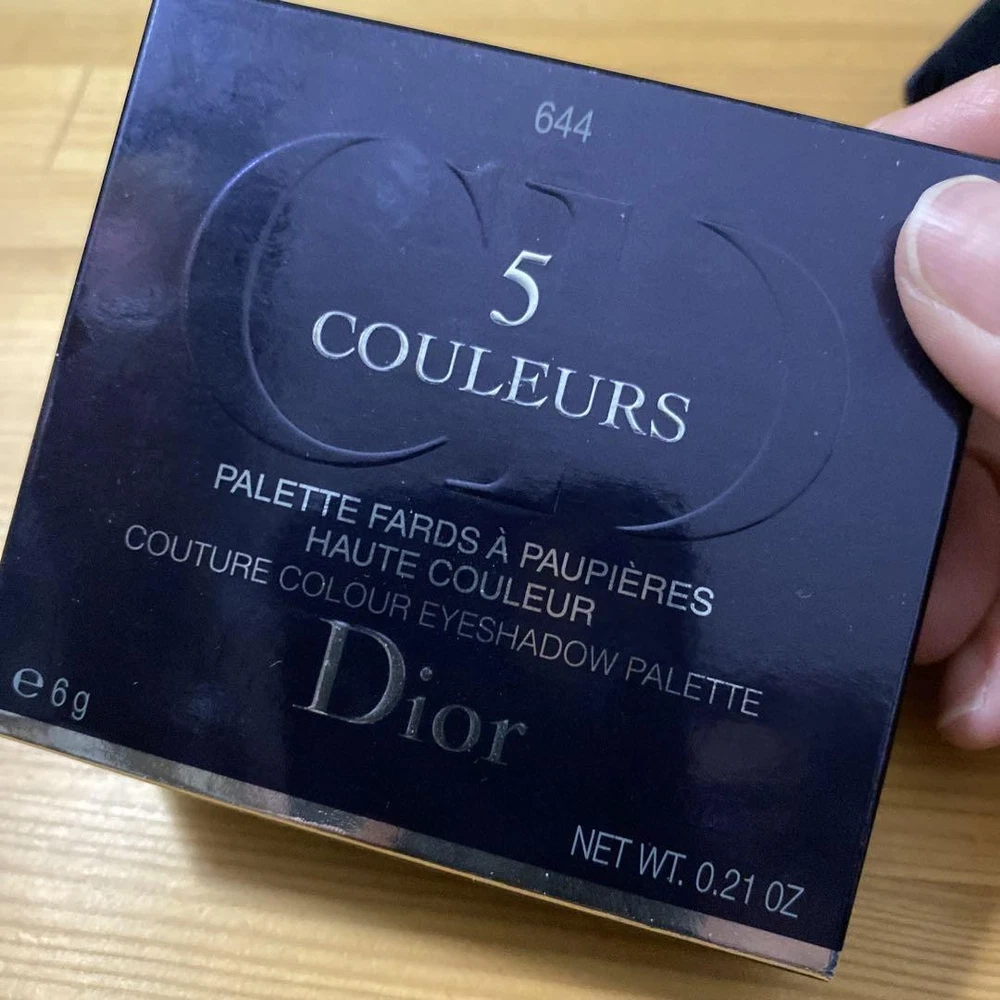 644
5
COULEURS
PALETTE FARDS À PAUPIÈRES
HAUTE COULEUR
COUTURE COLOUR EYESHADOW PALETTE
Dior
e 6g
NET WT. 0.21 OZ